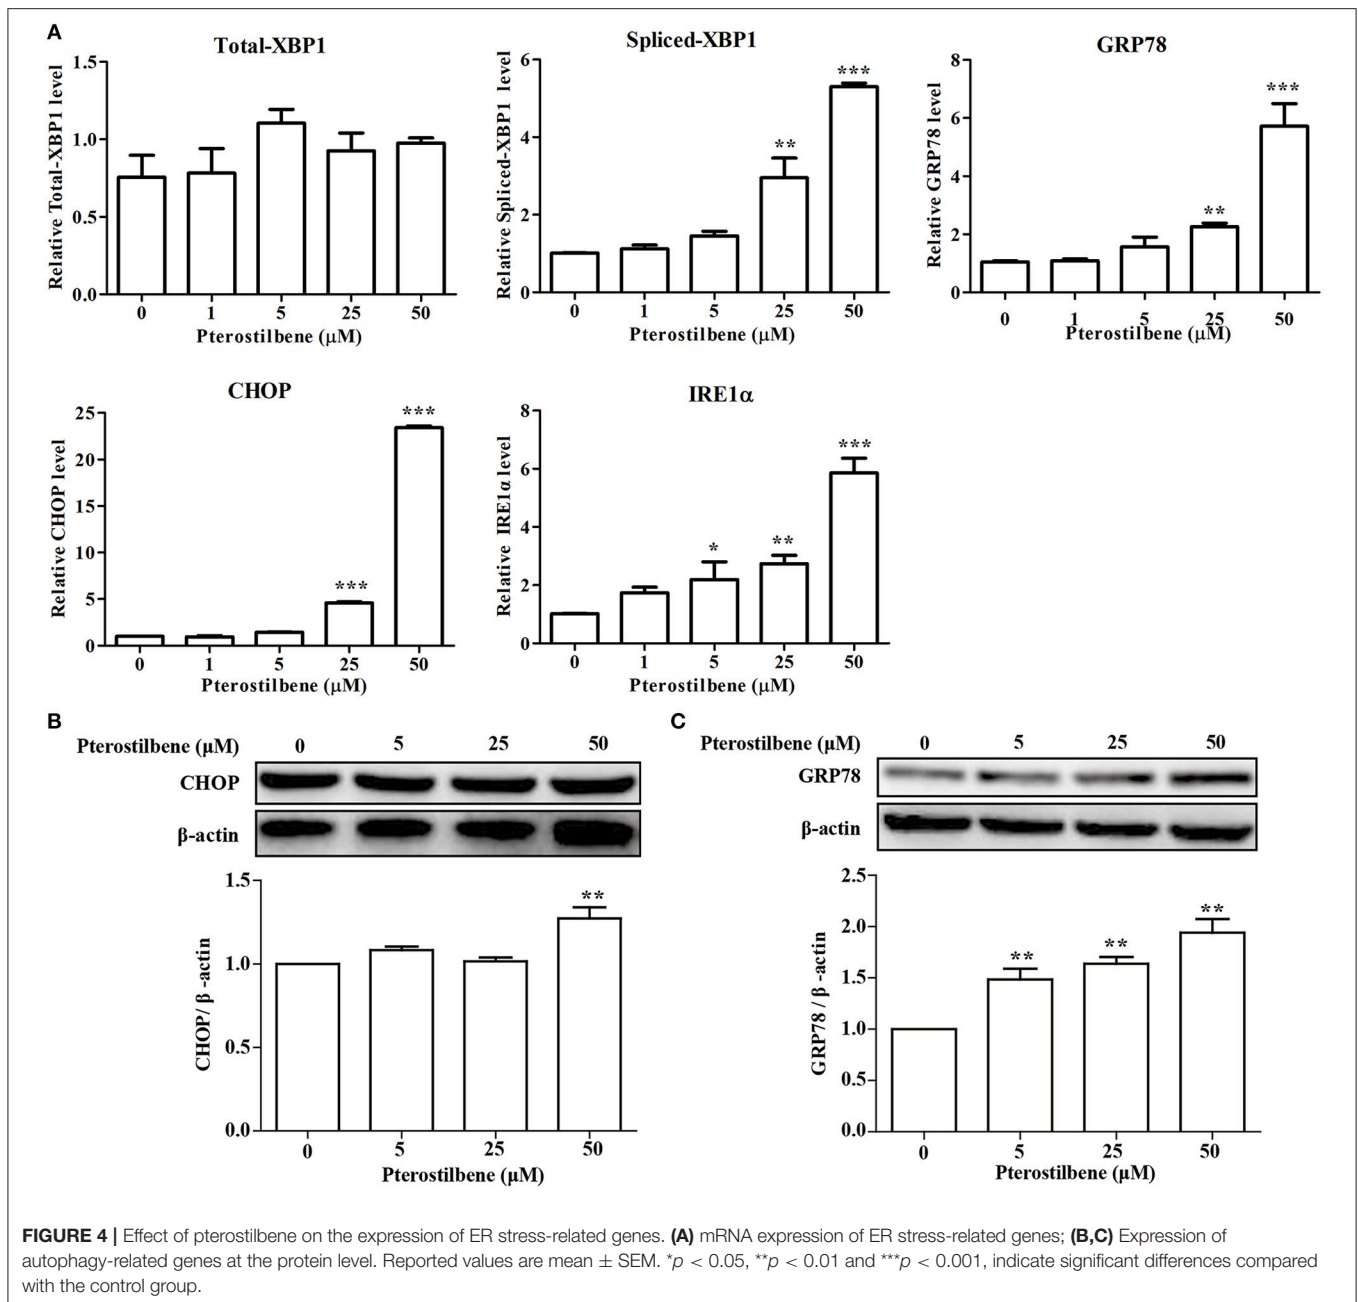 A
Total-XBP1
Relative Total-XBP1 level
1.5
1.0
0.5
0.0
0 1 5 25 50
Pterostilbene (μM)
Spliced-XBP1
Relative Spliced-XBP1 level
6
4
2
0
**
***
0 1 5 25 50
Pterostilbene (μM)
GRP78
Relative GRP78 level
8
6
4
2
0
**
***
0 1 5 25 50
Pterostilbene (μM)
CHOP
Relative CHOP level
25
20
15
10
5
0
***
***
0 1 5 25 50
Pterostilbene (μM)
IRE1α
Relative IRE1α level
8
6
4
2
0
*
**
***
0 1 5 25 50
Pterostilbene (μM)
B
Pterostilbene (μM) 0 5 25 50
CHOP
β-actin
CHOP/ β -actin
1.5
1.0
0.5
0.0
**
0 5 25 50
Pterostilbene (μM)
C
Pterostilbene (μM) 0 5 25 50
GRP78
β-actin
GRP78 / β -actin
2.5
2.0
1.5
1.0
0.5
0.0
**
**
**
0 5 25 50
Pterostilbene (μM)
FIGURE 4 | Effect of pterostilbene on the expression of ER stress-related genes. (A) mRNA expression of ER stress-related genes; (B,C) Expression of
autophagy-related genes at the protein level. Reported values are mean ± SEM. *p < 0.05, **p < 0.01 and ***p < 0.001, indicate significant differences compared
with the control group.